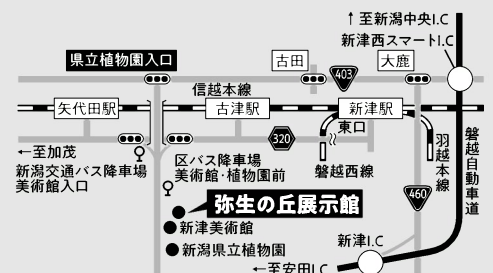 ↑至新潟中央I.C
新津西スマートI.C
県立植物園入口
古田
大鹿
403
信越本線
矢代田駅
古津駅
新津駅
東口
320
←至加茂
新潟交通バス降車場
美術館入口
区バス降車場
美術館・植物園前
磐越西線
羽越本線
磐越自動車道
460
弥生の丘展示館
新津美術館
新潟県立植物園
新津I.C
←至安田I.C